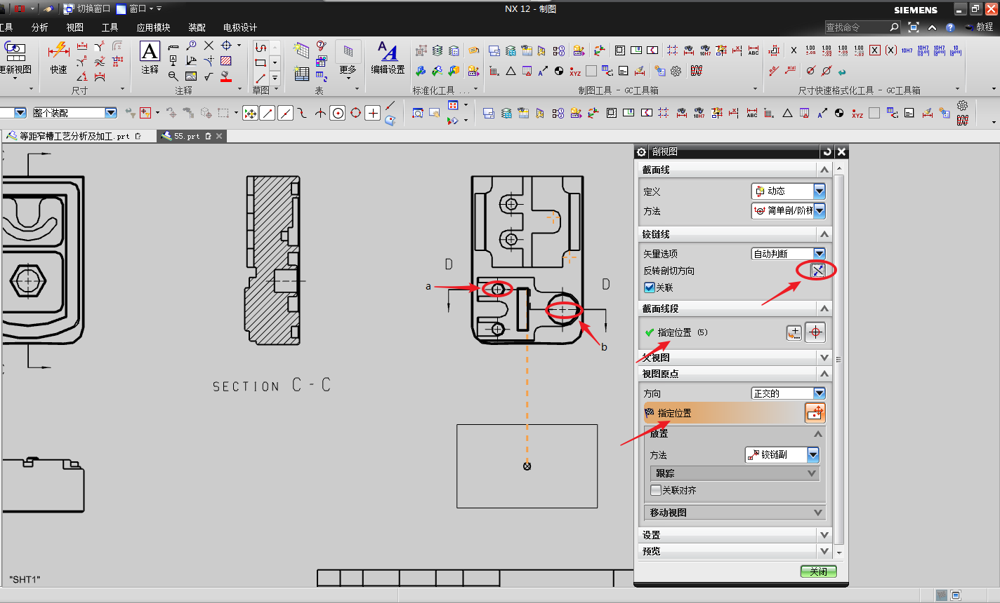 切换窗口 窗口 NX 12 - 制图 SIEMENS
工具 分析 视图 工具 应用模块 装配 电极设计 查找命令 教程
更新视图 快速 注释 更多 编辑设置
尺寸 注释 草图 表 标准化工具 ... 制图工具 - GC工具箱 尺寸快速格式化工具 - GC工具箱
整个装配
等距窄槽工艺分析及加工.prt 55.prt
剖视图
截面线
定义 动态
方法 简单剖/阶梯
铰链线
矢量选项 自动判断
反转剖切方向
关联
截面线段
指定位置 (5)
父视图
视图原点
方向 正交的
指定位置
放置
方法 铰链副
跟踪
关联对齐
移动视图
设置
预览
关闭
D
D
a
b
SECTION C-C
"SHT1"